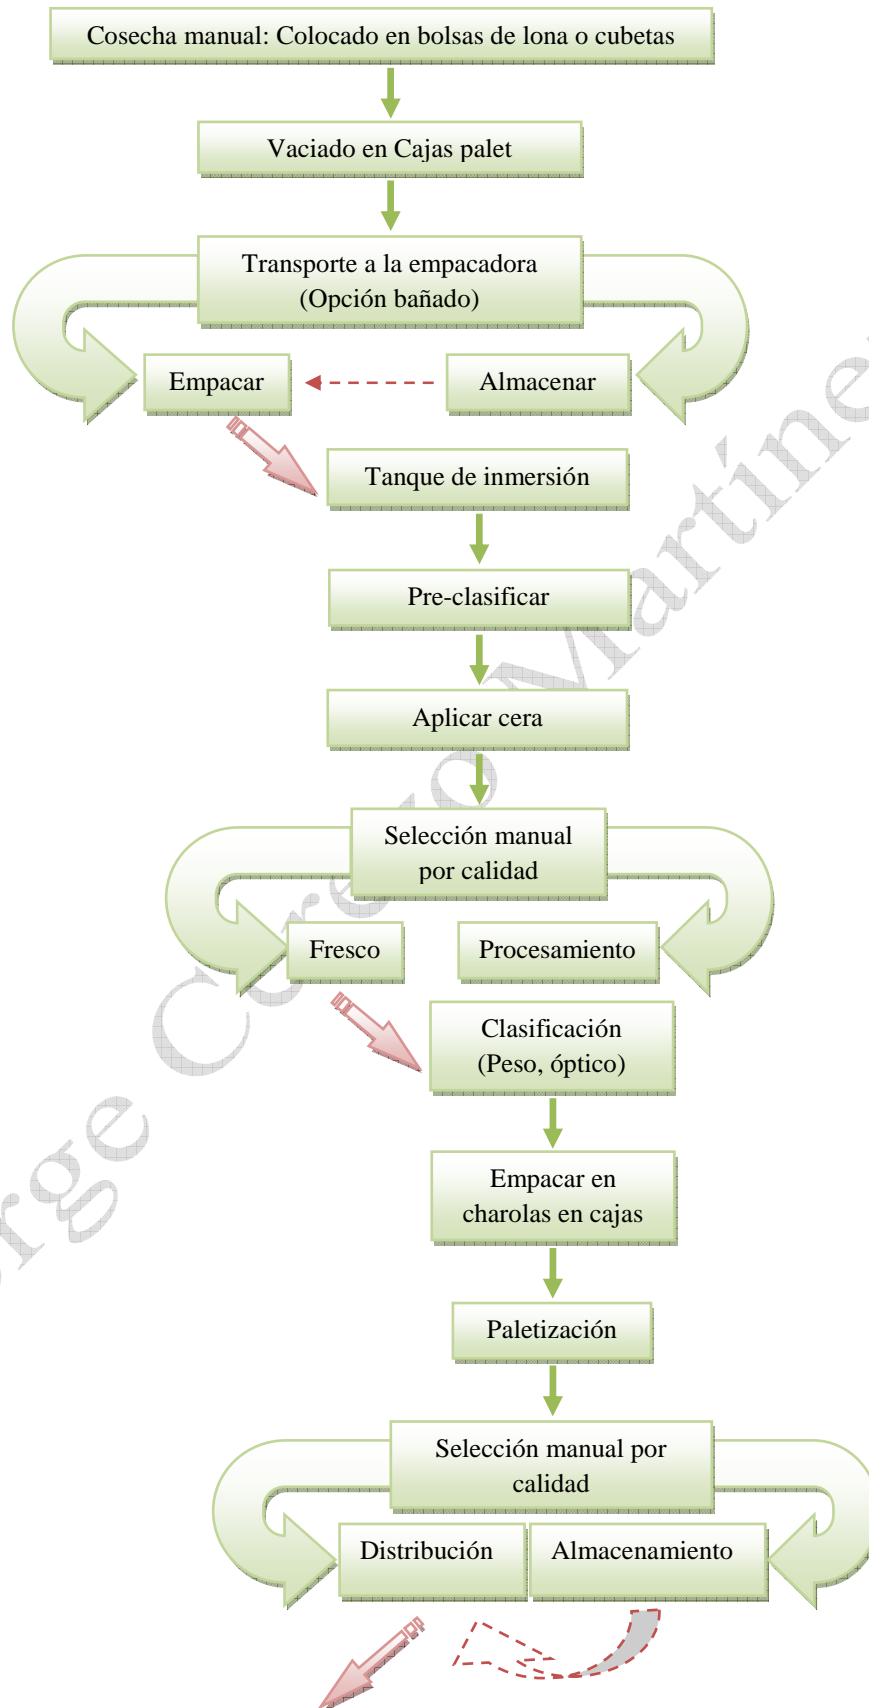 Cosecha manual: Colocado en bolsas de lona o cubetas
Vaciado en Cajas palet
Transporte a la empacadora
(Opción bañado)
Empacar
Almacenar
Tanque de inmersión
Pre-clasificar
Aplicar cera
Selección manual
por calidad
Fresco
Procesamiento
Clasificación
(Peso, óptico)
Empacar en
charolas en cajas
Paletización
Selección manual por
calidad
Distribución
Almacenamiento